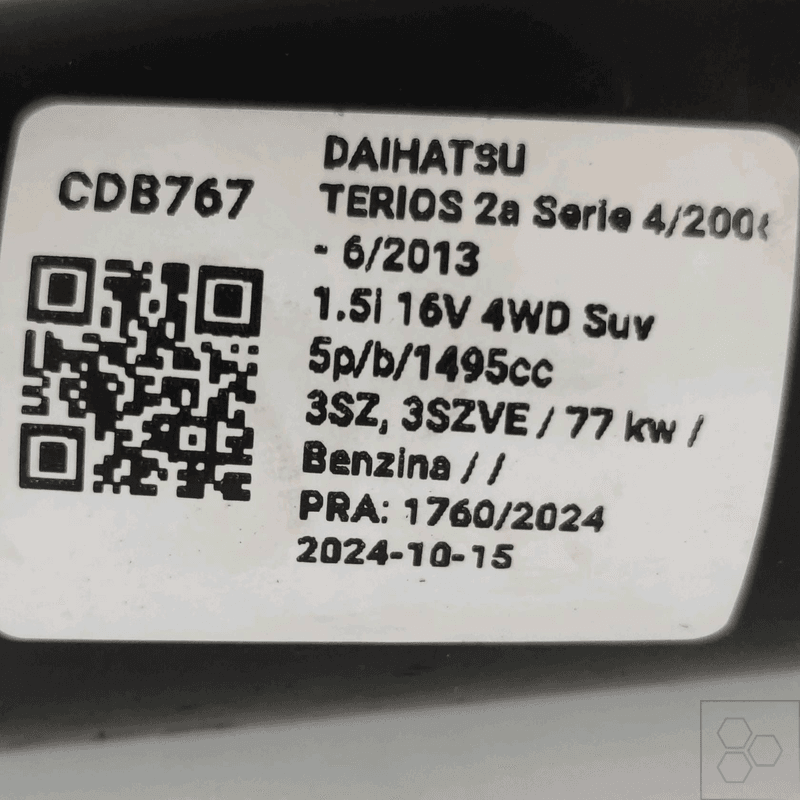 CDB767
DAIHATSU
TERIOS 2a Serie 4/200
- 6/2013
1.5i 16V 4WD Suv
5p/b/1495cc
3SZ, 3SZVE / 77 kw /
Benzina / /
PRA: 1760/2024
2024-10-15